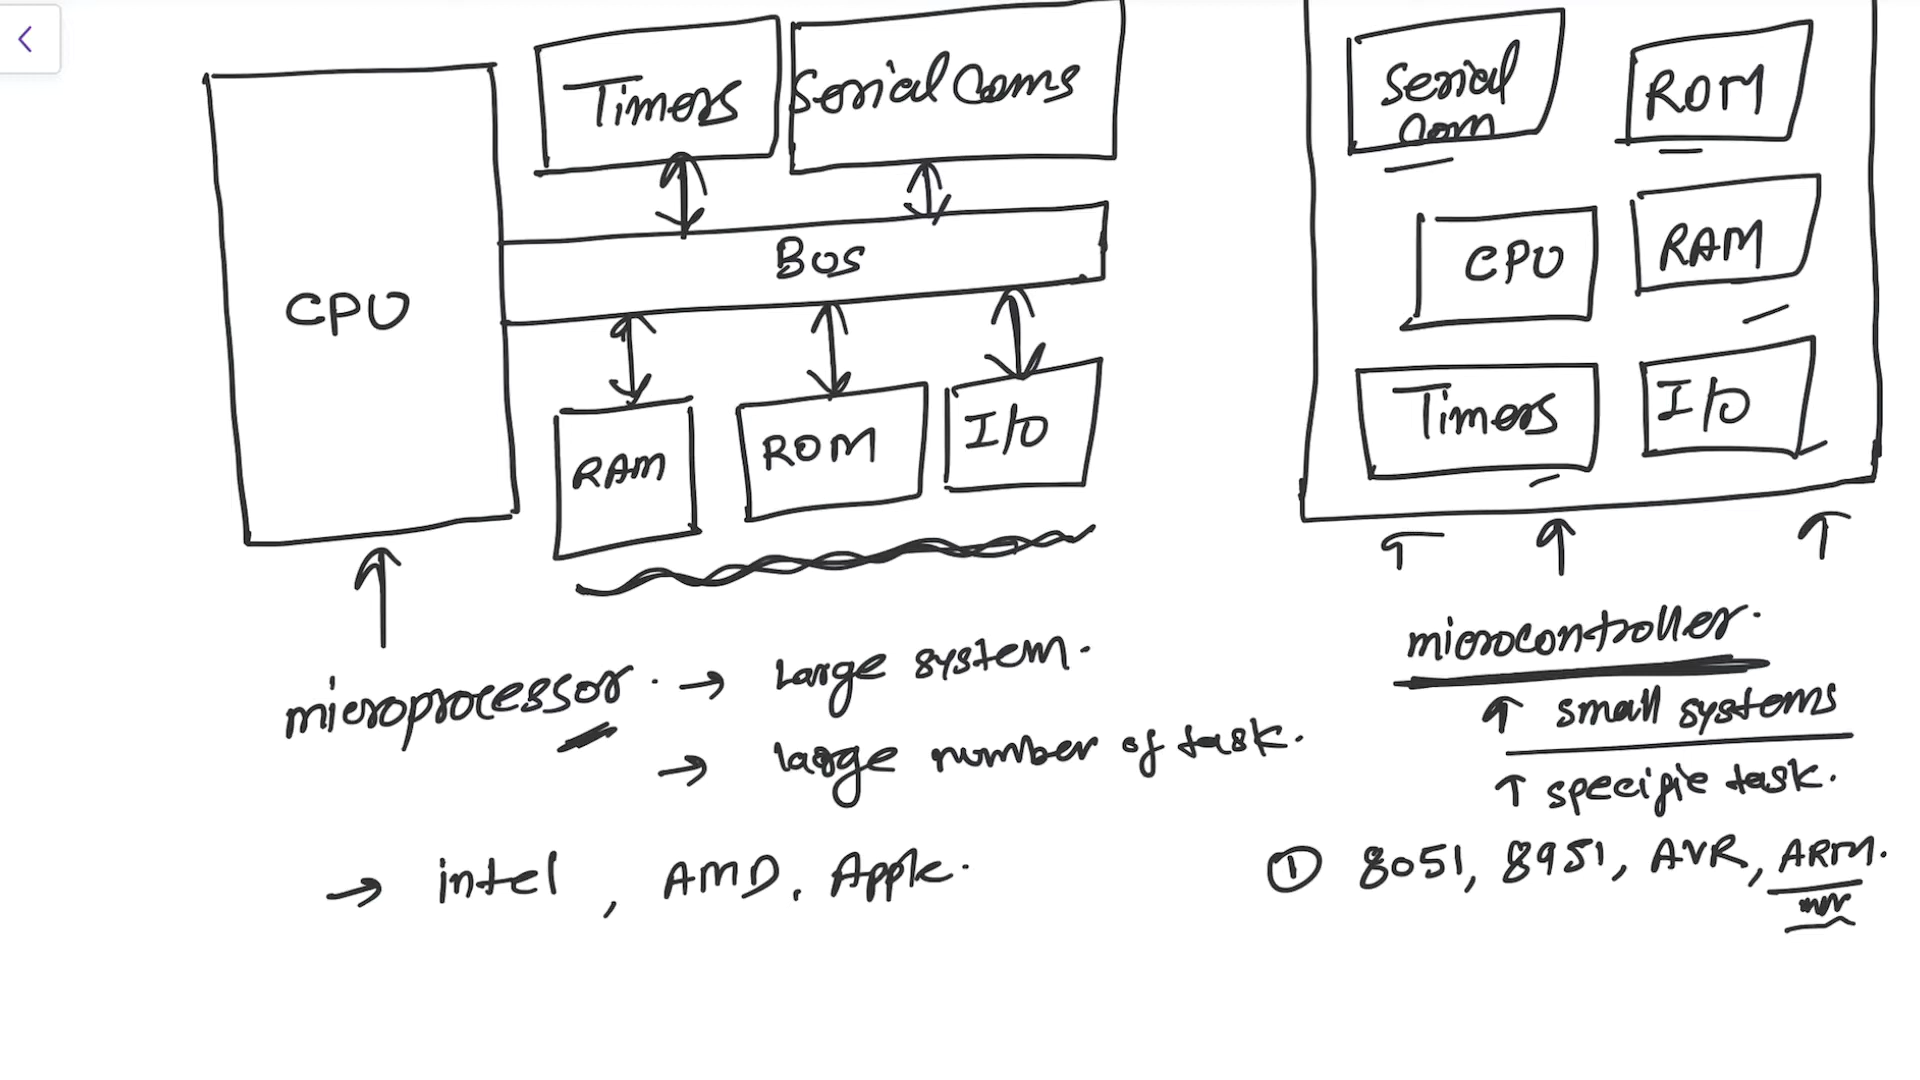 Timers
Serial Coms
CPU
Bus
RAM
ROM
I/O
microprocessor. → Large system.
→ large number of task.
→ intel, AMD, Apple.
Serial
Com
ROM
CPU
RAM
Timers
I/O
microcontroller.
↑ small systems
↑ specific task.
① 8051, 8951, AVR, ARM.